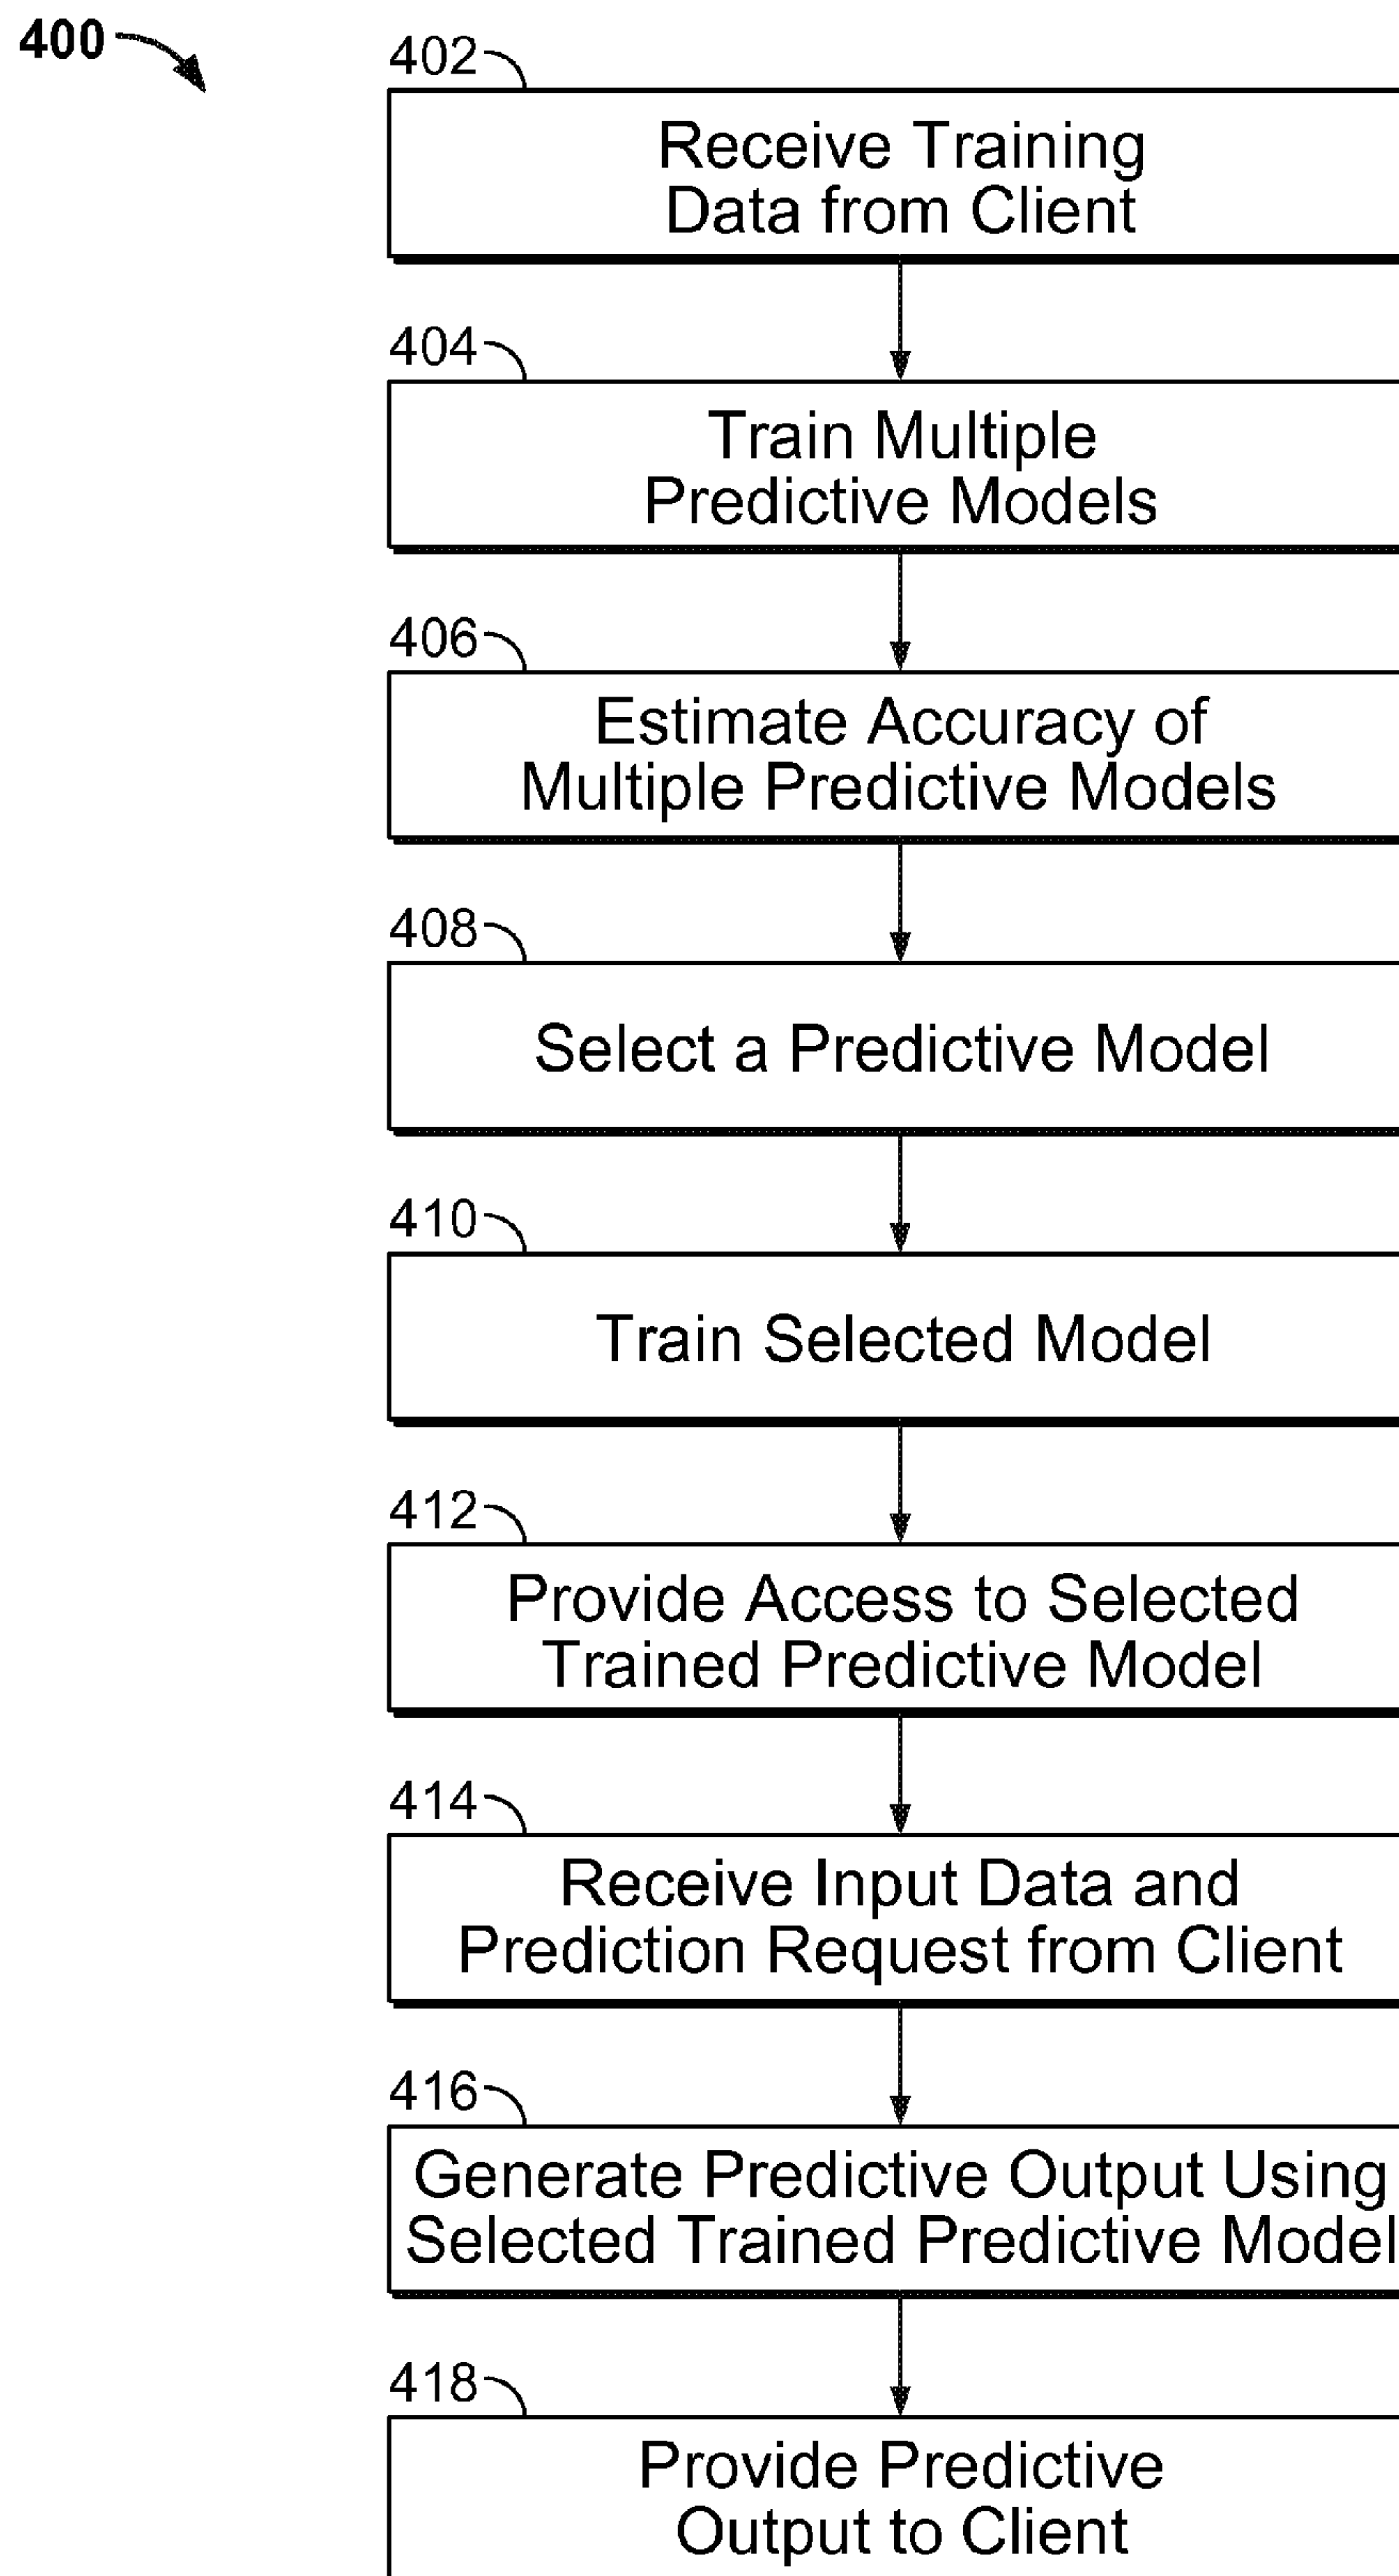 400
402
Receive Training
Data from Client
404
Train Multiple
Predictive Models
406
Estimate Accuracy of
Multiple Predictive Models
408
Select a Predictive Model
410
Train Selected Model
412
Provide Access to Selected
Trained Predictive Model
414
Receive Input Data and
Prediction Request from Client
416
Generate Predictive Output Using
Selected Trained Predictive Model
418
Provide Predictive
Output to Client